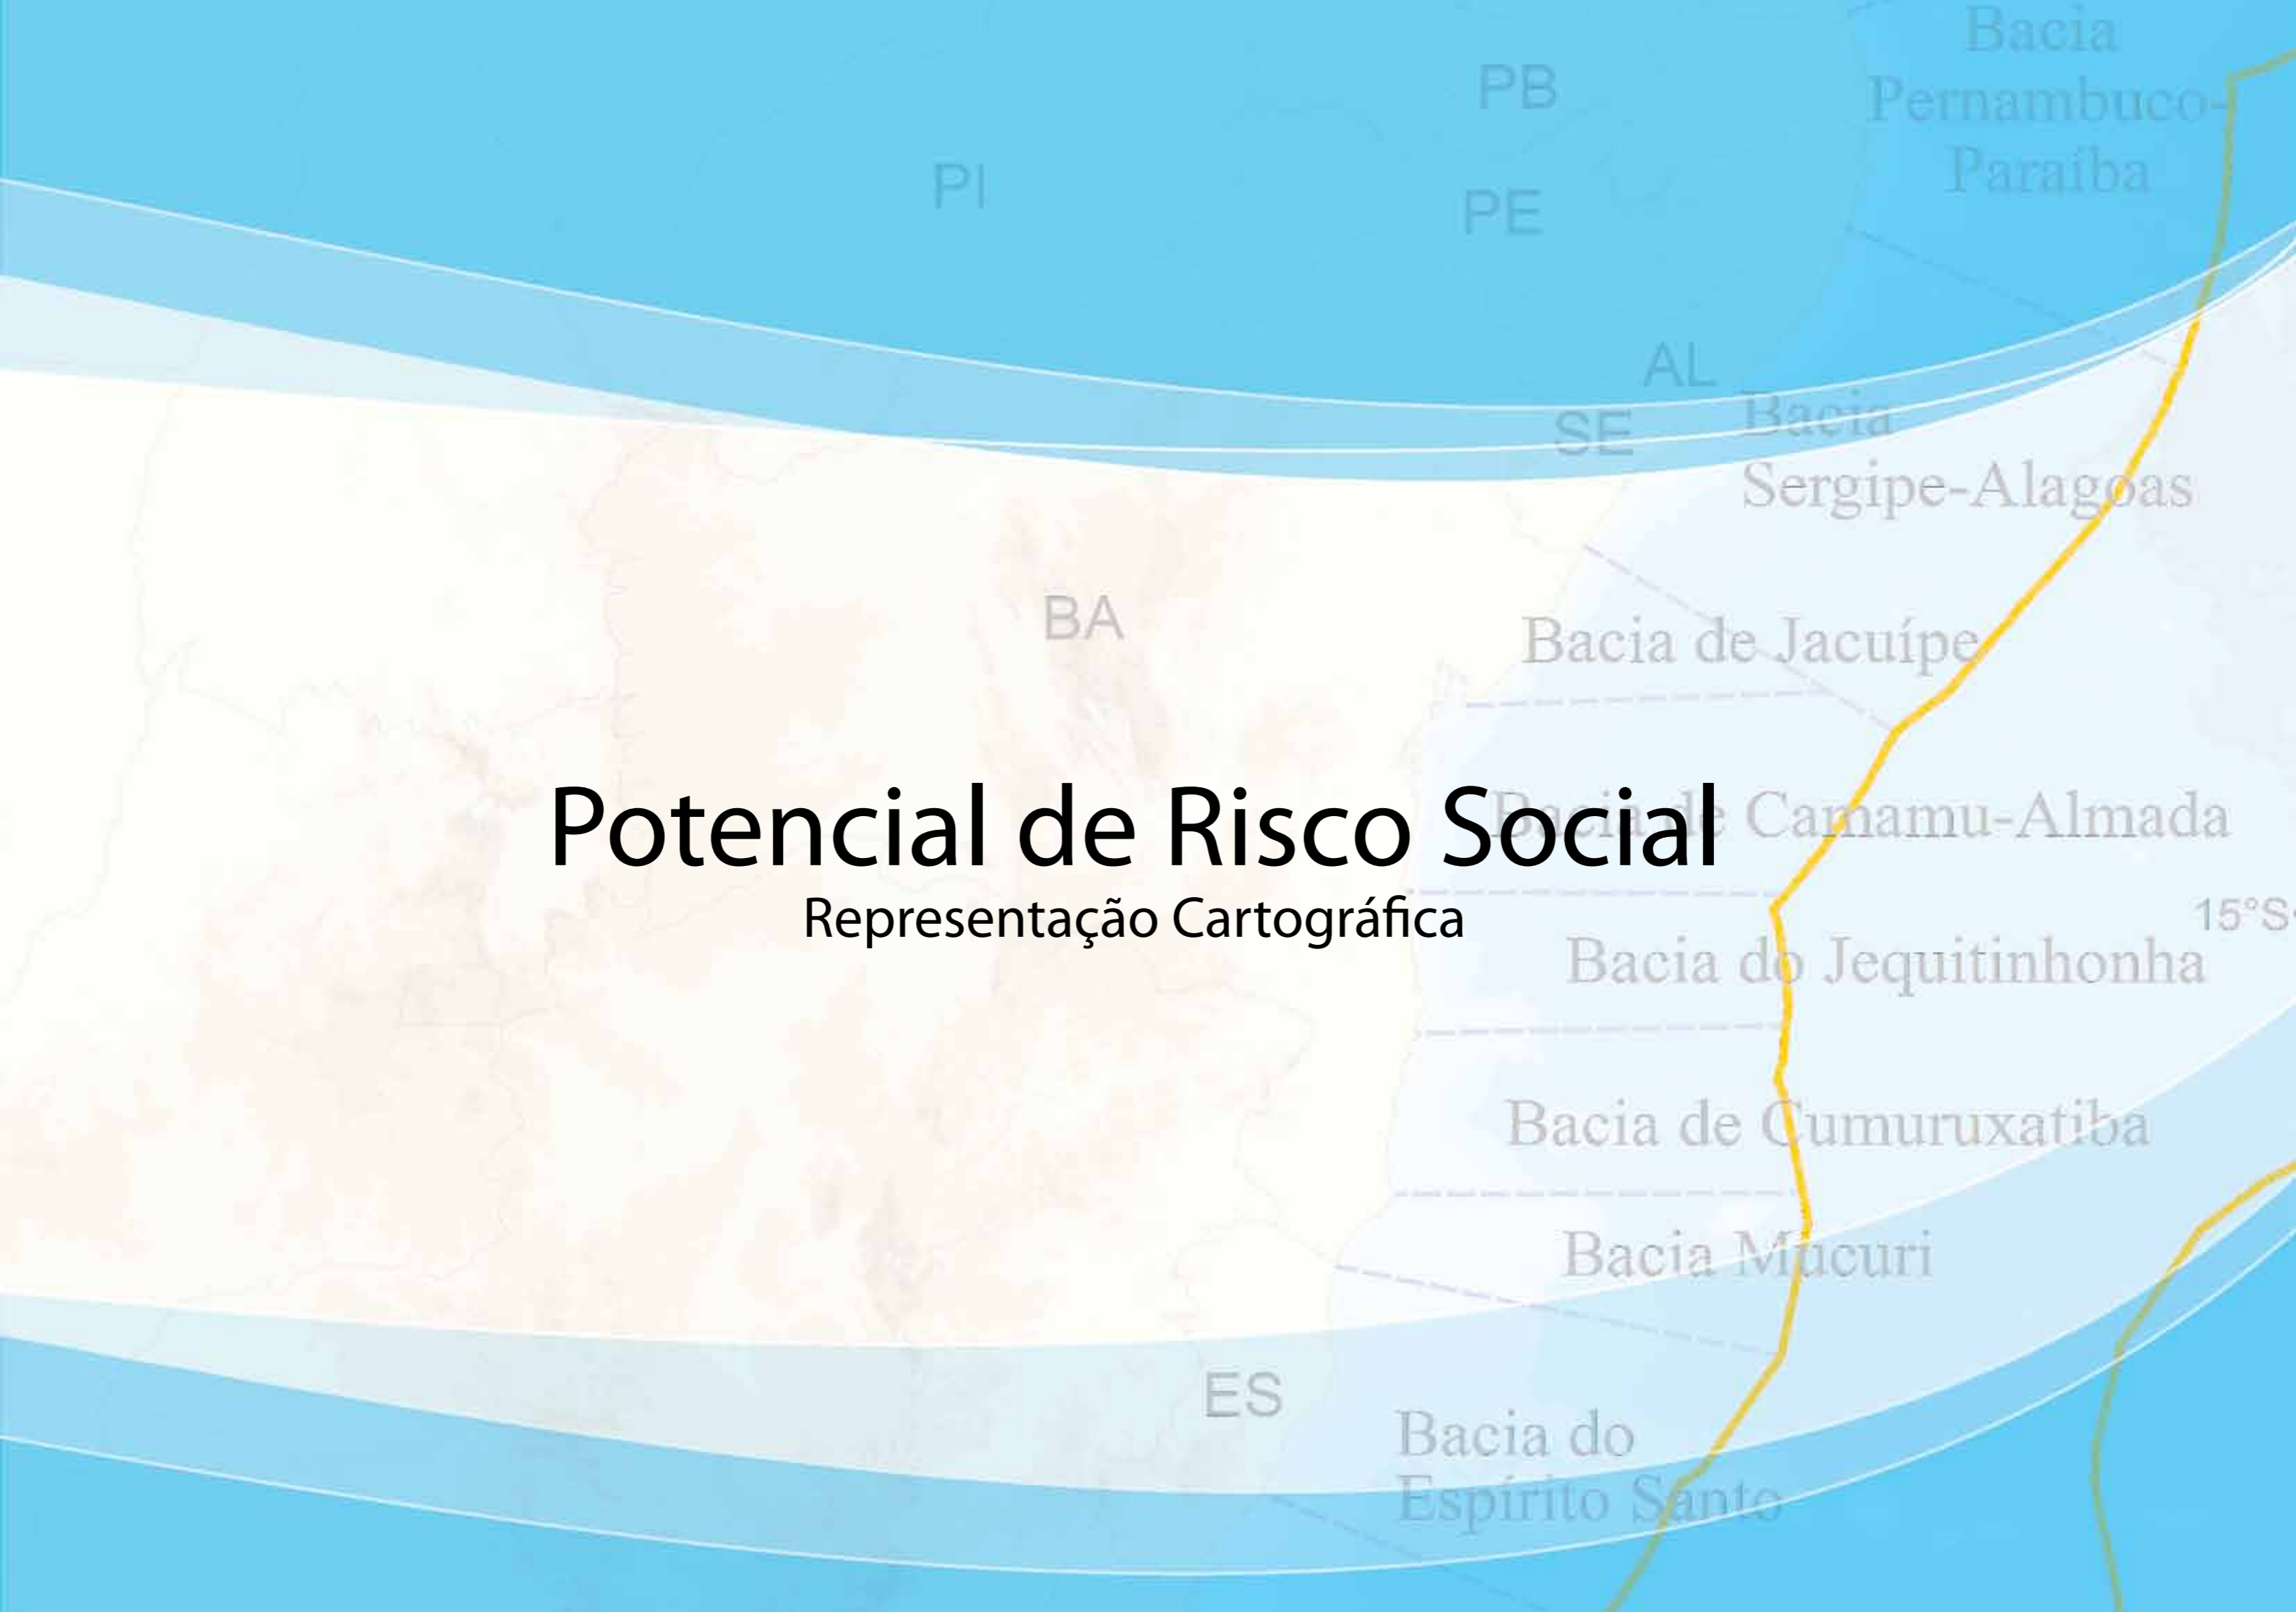 Bacia
Pernambuco-
Paraíba
PB
PI
PE
AL
SE
Bacia
Sergipe-Alagoas
BA
Bacia de Jacuípe
Potencial de Risco Social
Bacia de Camamu-Almada
Representação Cartográfica
15°S
Bacia do Jequitinhonha
Bacia de Cumuruxatiba
Bacia Mucuri
ES
Bacia do
Espírito Santo